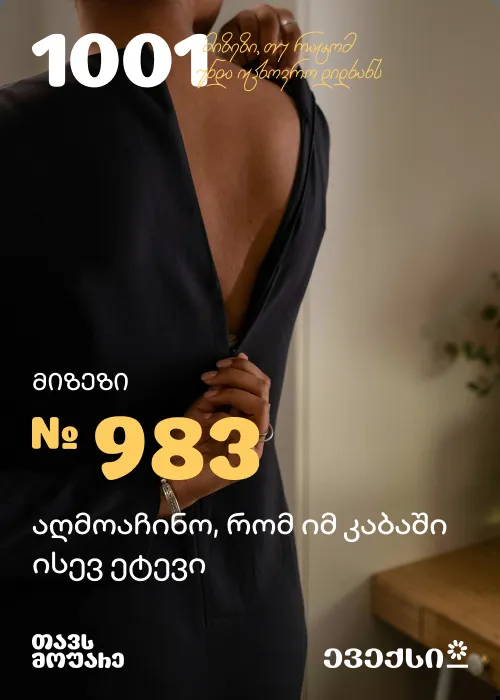 1001 მიზეზი, თუ რატომ
უნდა იცხოვრო დიდხანს
მიზეზი
№ 983
აღმოაჩინო, რომ იმ კაბაში
ისევ ეტევი
თავს
მოუარე
ევექსი